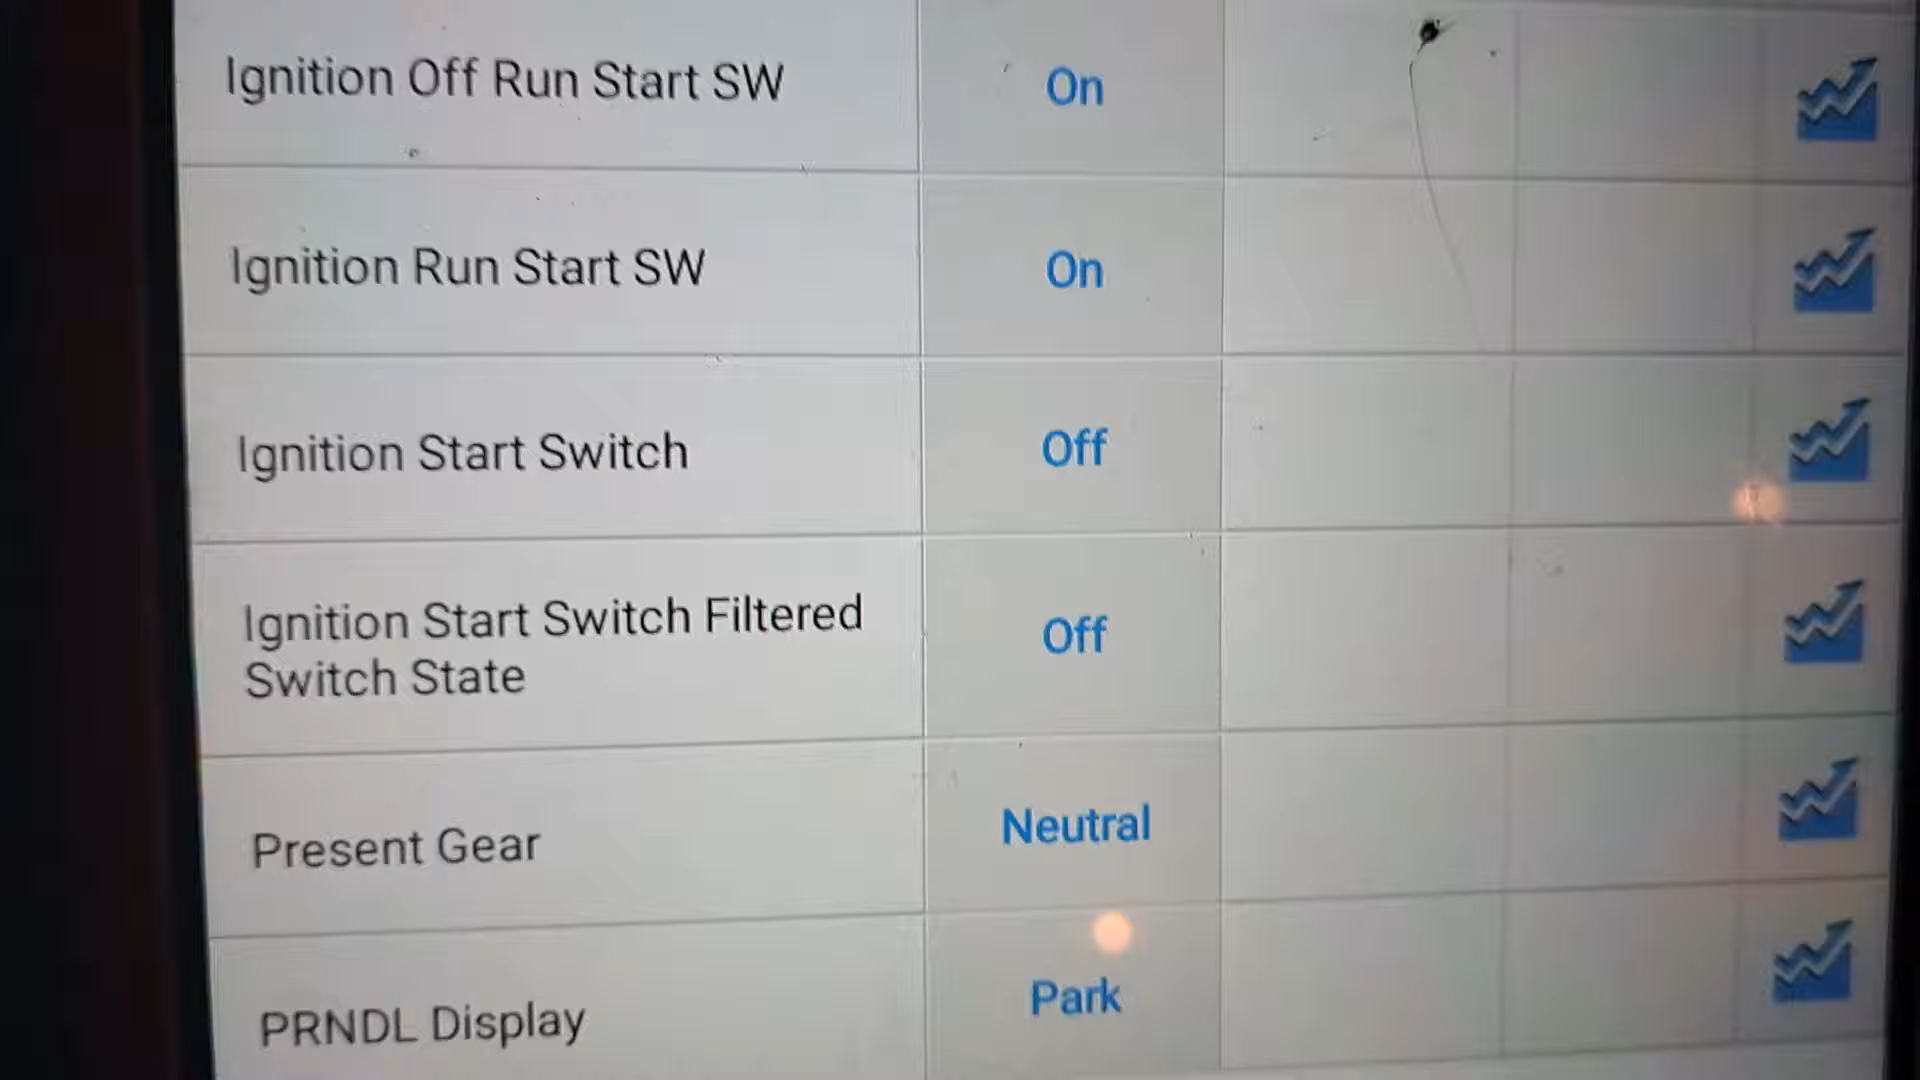 Ignition Off Run Start SW On
Ignition Run Start SW On
Ignition Start Switch Off
Ignition Start Switch Filtered
Switch State Off
Present Gear Neutral
PRNDL Display Park